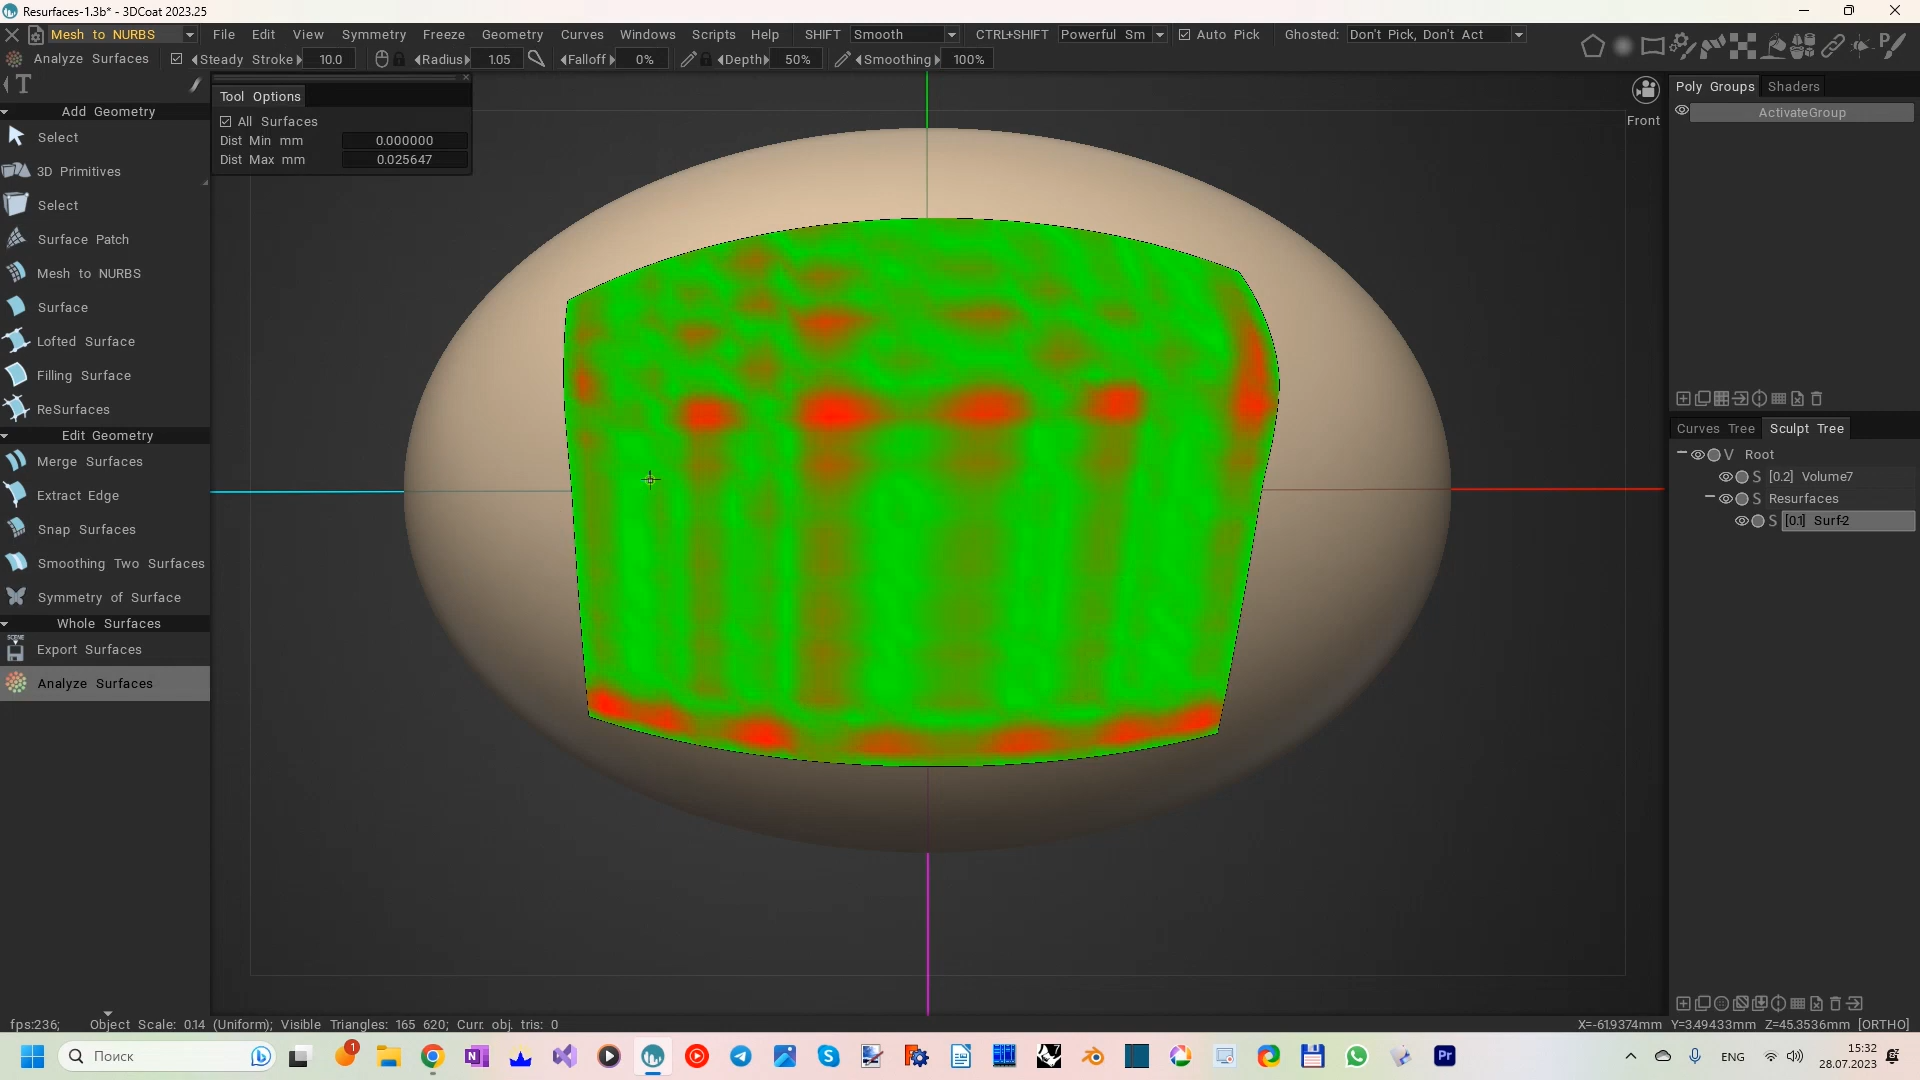 Resurfaces-1.3b* - 3DCoat 2023.25
Mesh to NURBS File Edit View Symmetry Freeze Geometry Curves Windows Scripts Help SHIFT Smooth CTRL+SHIFT Powerful Sm Auto Pick Ghosted: Don't Pick, Don't Act
Analyze Surfaces Steady Stroke 10.0 Radius 1.05 Falloff 0% Depth 50% Smoothing 100%
Tool Options
All Surfaces
Dist Min mm 0.000000
Dist Max mm 0.025647
Add Geometry
Select
3D Primitives
Select
Surface Patch
Mesh to NURBS
Surface
Lofted Surface
Filling Surface
ReSurfaces
Edit Geometry
Merge Surfaces
Extract Edge
Snap Surfaces
Smoothing Two Surfaces
Symmetry of Surface
Whole Surfaces
Export Surfaces
Analyze Surfaces
Front
Poly Groups Shaders
ActivateGroup
Curves Tree Sculpt Tree
V Root
S [0.2] Volume7
S Resurfaces
S [0.1] Surf-2
fps:236; Object Scale: 0.14 (Uniform); Visible Triangles: 165 620; Curr. obj. tris: 0
X=-61.9374mm Y=3.49433mm Z=45.3536mm [ORTHO]
Поиск
1
Pr
ENG
15:32
28.07.2023